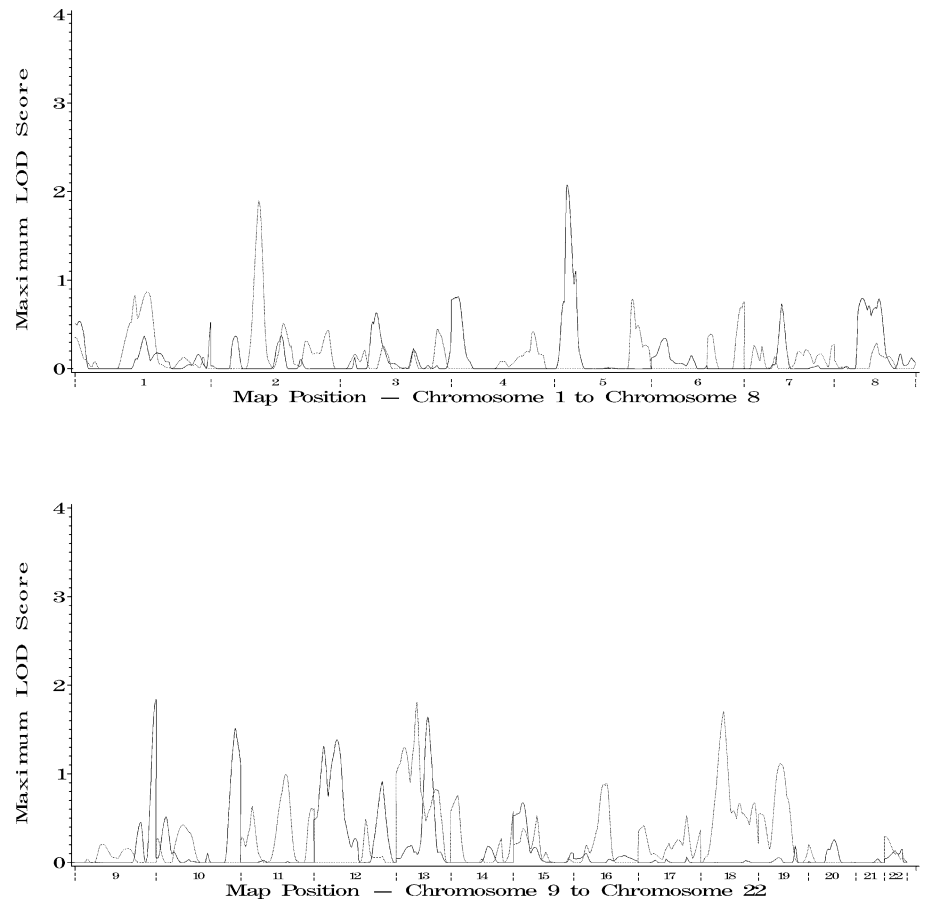 4
3
2
1
0
Maximum LOD Score
1 2 3 4 5 6 7 8
Map Position — Chromosome 1 to Chromosome 8
4
3
2
1
0
Maximum LOD Score
9 10 11 12 13 14 15 16 17 18 19 20 21 22
Map Position — Chromosome 9 to Chromosome 22